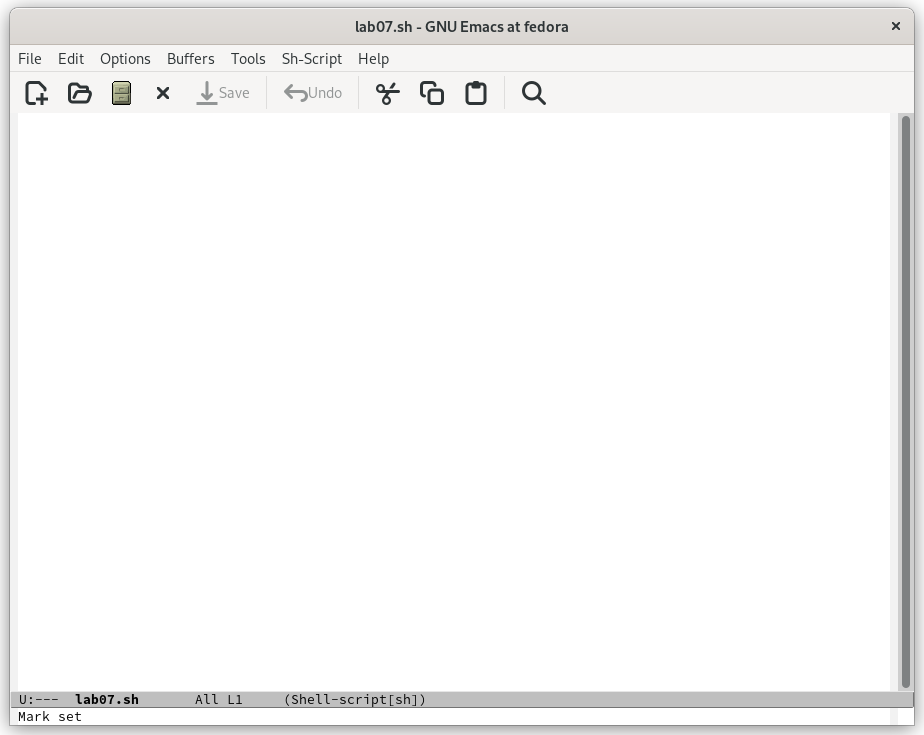 lab07.sh - GNU Emacs at fedora
File Edit Options Buffers Tools Sh-Script Help
Save Undo
U:--- lab07.sh All L1 (Shell-script[sh])
Mark set